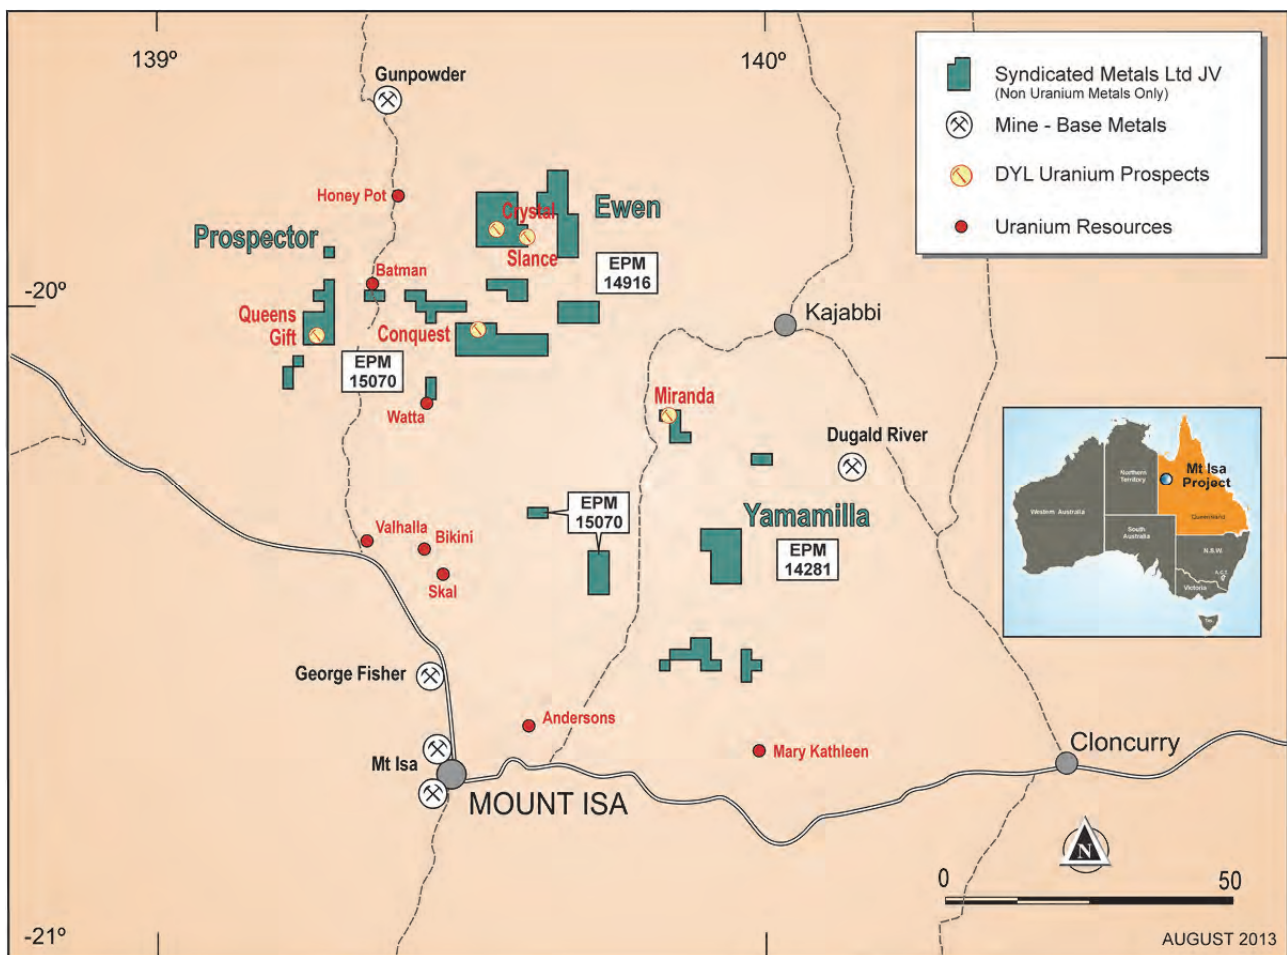 139º
140º
Gunpowder
Syndicated Metals Ltd JV
(Non Uranium Metals Only)
Mine - Base Metals
DYL Uranium Prospects
Uranium Resources
Honey Pot
Crystal
Ewen
Prospector
Slance
Batman
EPM
14916
-20º
Queens
Gift
Conquest
Kajabbi
EPM
15070
Miranda
Watta
Dugald River
Mt Isa
Project
Northern
Territory
Western Australia
Queensland
South
Australia
N.S.W.
A.C.T.
Victoria
Tas.
EPM
15070
Yamamilla
Valhalla
Bikini
EPM
14281
Skal
George Fisher
Andersons
Mary Kathleen
Cloncurry
Mt Isa
MOUNT ISA
N
0
50
-21º
AUGUST 2013